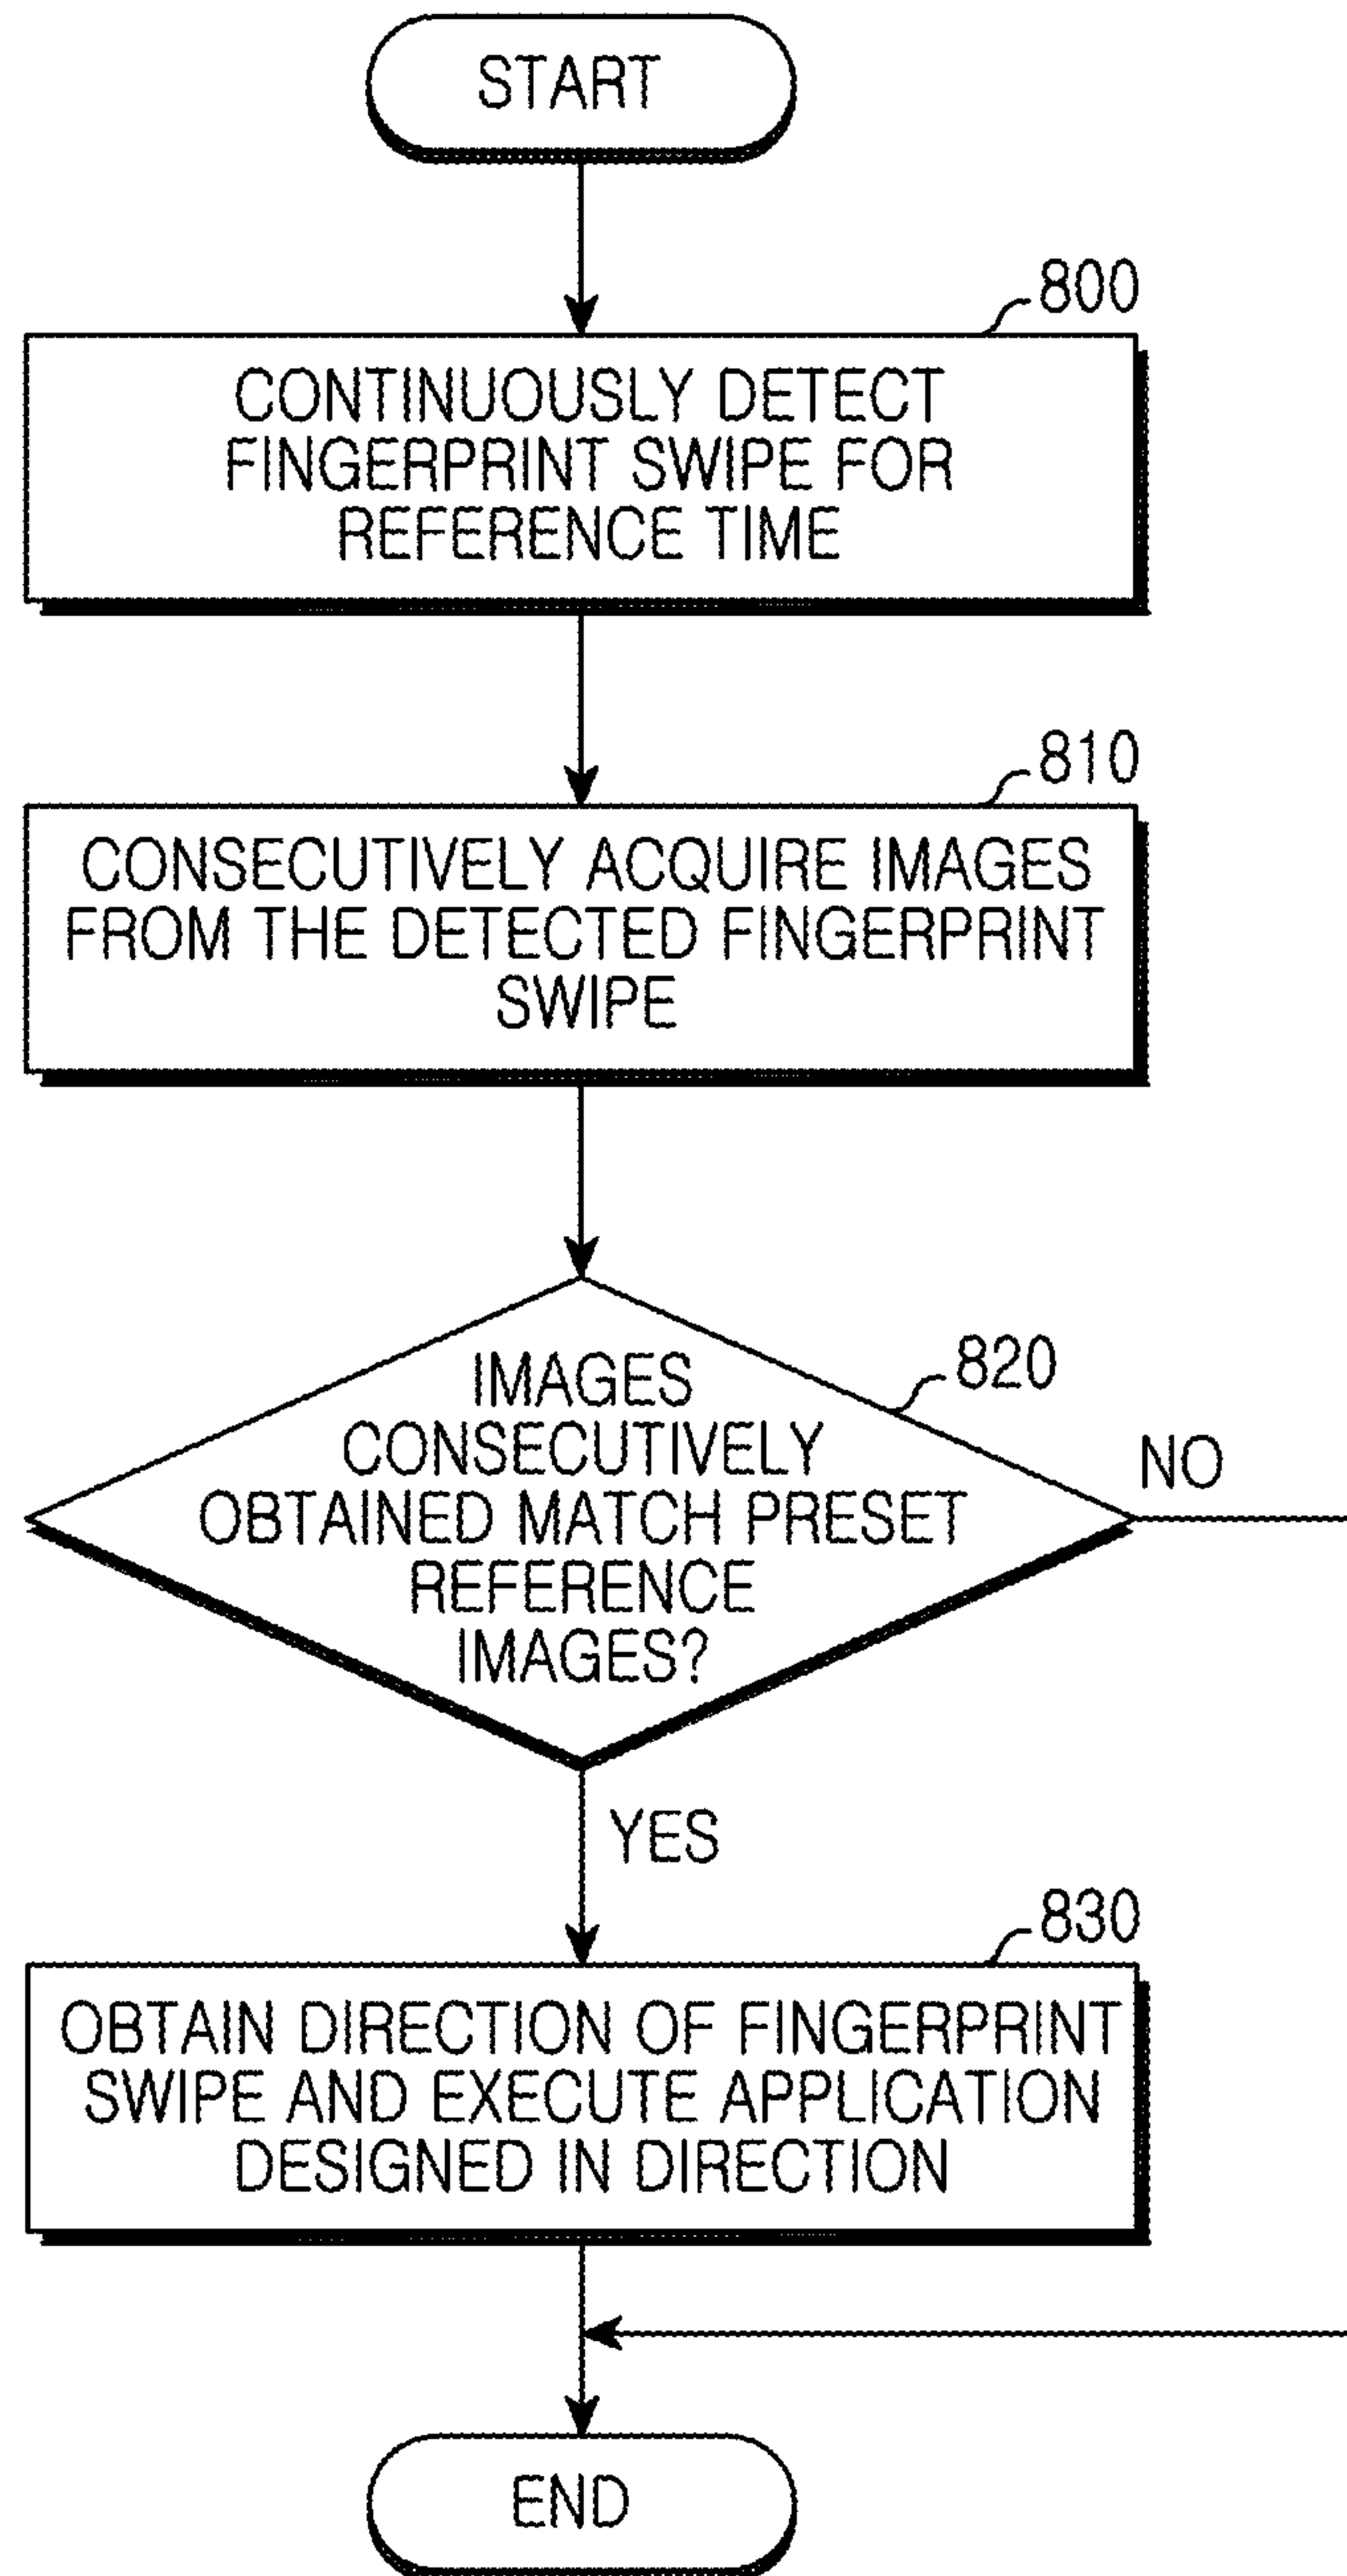 START
800
CONTINUOUSLY DETECT
FINGERPRINT SWIPE FOR
REFERENCE TIME
810
CONSECUTIVELY ACQUIRE IMAGES
FROM THE DETECTED FINGERPRINT
SWIPE
820
IMAGES
CONSECUTIVELY
OBTAINED MATCH PRESET
REFERENCE
IMAGES?
NO
YES
830
OBTAIN DIRECTION OF FINGERPRINT
SWIPE AND EXECUTE APPLICATION
DESIGNED IN DIRECTION
END